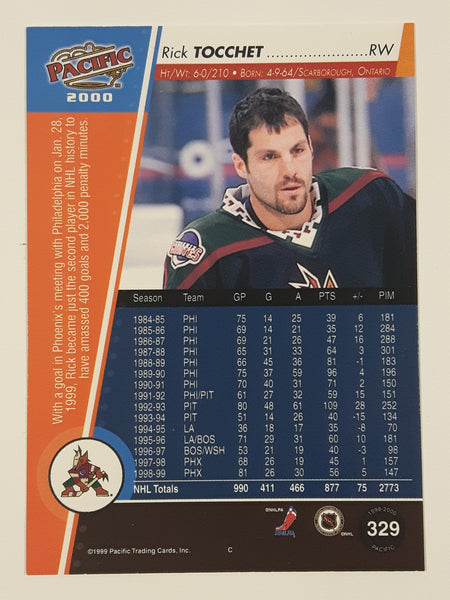 PACIFIC
2000
Rick TOCCHET ......................RW
HT/WT: 6-0/210 • BORN: 4-9-64/SCARBOROUGH, ONTARIO
With a goal in Phoenix's meeting with Philadelphia on Jan. 28,
1999, Rick became just the second player in NHL history to
have amassed 400 goals and 2,000 penalty minutes.
Season Team GP G A PTS +/- PIM
1984-85 PHI 75 14 25 39 6 181
1985-86 PHI 69 14 21 35 12 284
1986-87 PHI 69 21 26 47 16 288
1987-88 PHI 65 31 33 64 3 301
1988-89 PHI 66 45 36 81 -1 183
1989-90 PHI 75 37 59 96 4 196
1990-91 PHI 70 40 31 71 2 150
1991-92 PHI/PIT 61 27 32 59 15 151
1992-93 PIT 80 48 61 109 28 252
1993-94 PIT 51 14 26 40 -15 134
1994-95 LA 36 18 17 35 -8 70
1995-96 LA/BOS 71 29 31 60 10 181
1996-97 BOS/WSH 53 21 19 40 -3 98
1997-98 PHX 68 26 19 45 1 157
1998-99 PHX 81 26 30 56 5 147
NHL Totals 990 411 466 877 75 2773
©NHLPA
NHLPA
NHL
©NHL
1999-2000
329
PACIFIC
©1999 Pacific Trading Cards, Inc.
C